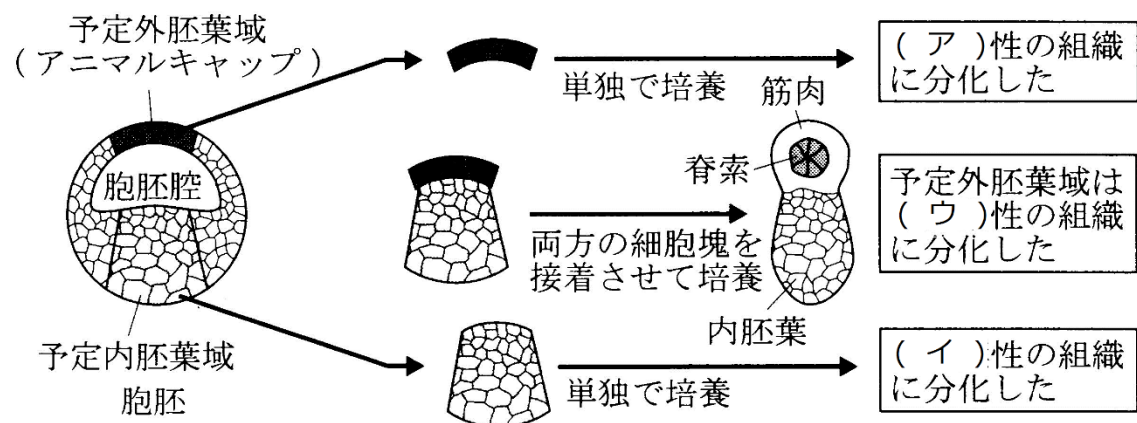 予定外胚葉域
(アニマルキャップ)
単独で培養
(ア)性の組織
に分化した
胞胚腔
筋肉
脊索
両方の細胞塊を
接着させて培養
内胚葉
予定外胚葉域は
(ウ)性の組織
に分化した
予定内胚葉域
胞胚
単独で培養
(イ)性の組織
に分化した